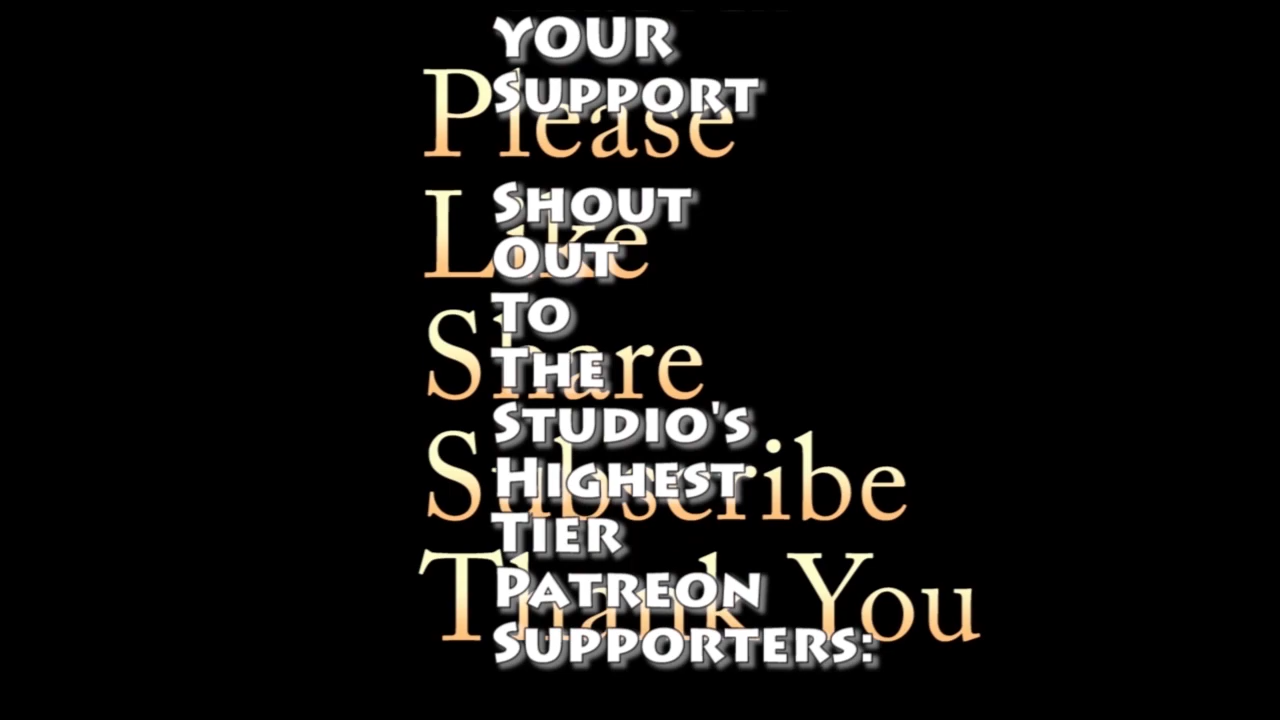 YOUR
SUPPORT
Please
SHOUT
Like
OUT
TO
Share
THE
STUDIO'S
Subscribe
HIGHEST
TIER
PATREON
Thank You
SUPPORTERS: